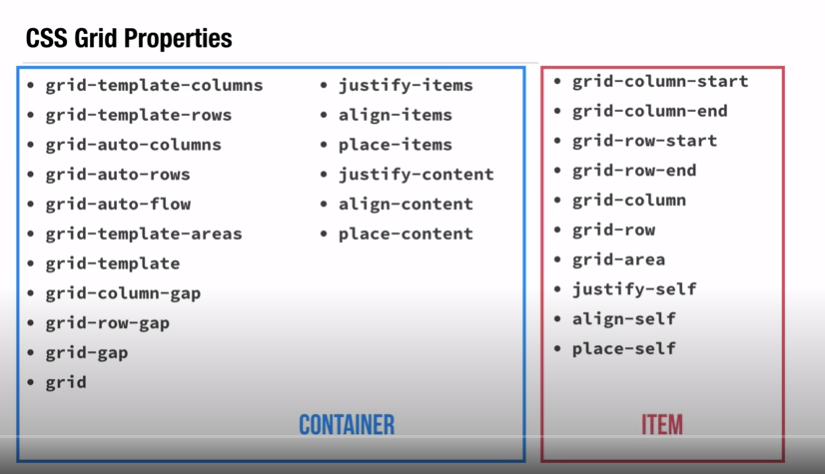 CSS Grid Properties
• grid-template-columns
• grid-template-rows
• grid-auto-columns
• grid-auto-rows
• grid-auto-flow
• grid-template-areas
• grid-template
• grid-column-gap
• grid-row-gap
• grid-gap
• grid
• justify-items
• align-items
• place-items
• justify-content
• align-content
• place-content
CONTAINER
• grid-column-start
• grid-column-end
• grid-row-start
• grid-row-end
• grid-column
• grid-row
• grid-area
• justify-self
• align-self
• place-self
ITEM